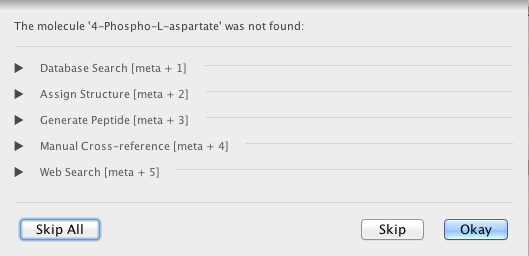 The molecule '4-Phospho-L-aspartate' was not found:
Database Search [meta + 1]
Assign Structure [meta + 2]
Generate Peptide [meta + 3]
Manual Cross-reference [meta + 4]
Web Search [meta + 5]
Skip All
Skip
Okay